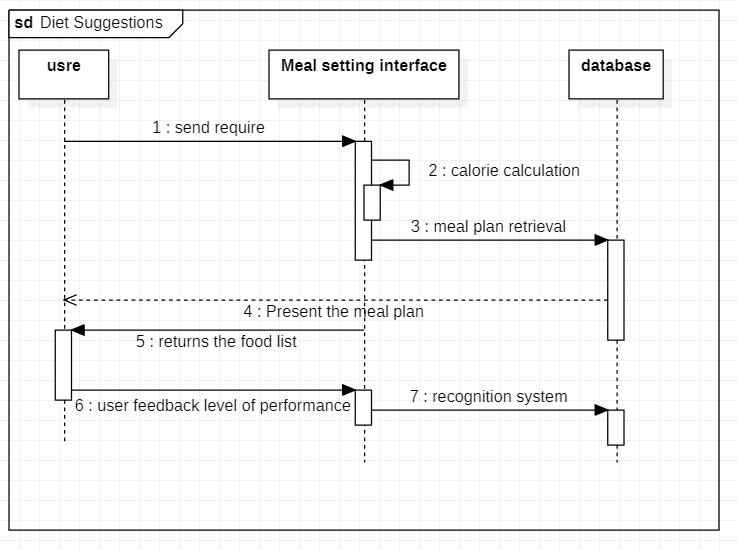 sd Diet Suggestions
usre
Meal setting interface
database
1 : send require
2 : calorie calculation
3 : meal plan retrieval
4 : Present the meal plan
5 : returns the food list
6 : user feedback level of performance
7 : recognition system